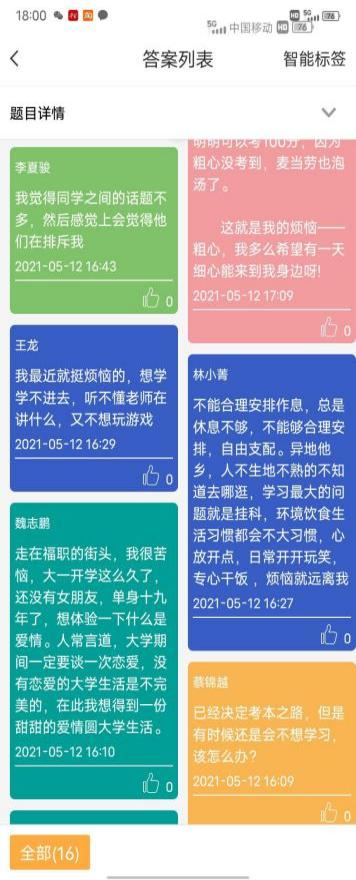 18:00
5G
HD
76
5G 中国移动 HD 76
答案列表
智能标签
题目详情
李夏骏
我觉得同学之间的话题不
多，然后感觉上会觉得他
们在排斥我
2021-05-12 16:43
0
王龙
我最近就挺烦恼的，想学
学不进去，听不懂老师在
讲什么，又不想玩游戏
2021-05-12 16:29
0
魏志鹏
走在福职的街头，我很苦
恼，大一开学这么久了，
还没有女朋友，单身十九
年了，想体验一下什么是
爱情。人常言道，大学期
间一定要谈一次恋爱，没
有恋爱的大学生活是不完
美的，在此我想得到一份
甜甜的爱情圆大学生活。
2021-05-12 16:10
0
明明可以考100分，因为
粗心没考到，麦当劳也泡
汤了。
这就是我的烦恼——
粗心，我多么希望有一天
细心能来到我身边呀!
2021-05-12 17:09
0
林小菁
不能合理安排作息，总是
休息不够，不能够合理安
排，自由支配。异地他
乡，人不生地不熟的不知
道去哪逛，学习最大的问
题就是挂科，环境饮食生
活习惯都会不大习惯，心
放开点，日常开开玩笑，
专心干饭 ，烦恼就远离我
2021-05-12 16:27
0
蔡锦越
已经决定考本之路，但是
有时候还是会不想学习，
该怎么办?
2021-05-12 16:09
0
全部(16)